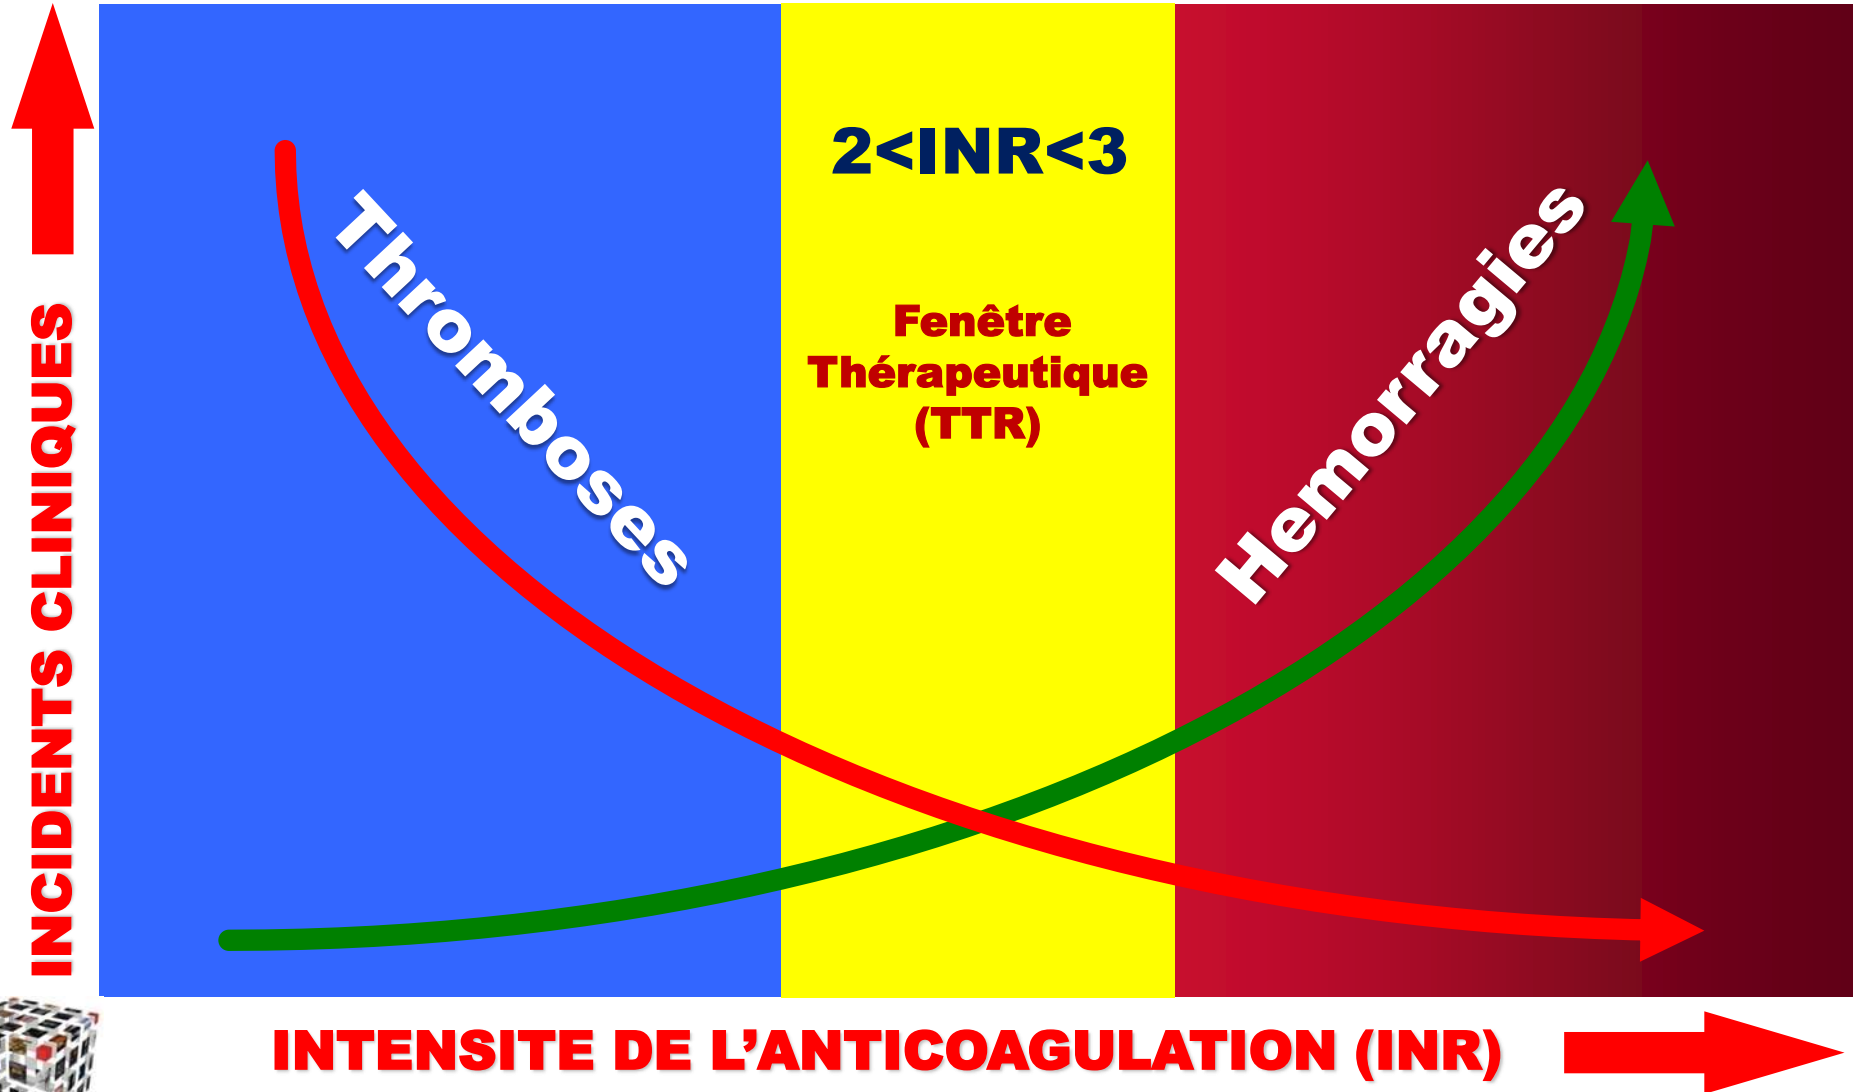 2<INR<3
Fenêtre
Thérapeutique
(TTR)
Thromboses
Hemorragies
INCIDENTS CLINIQUES
INTENSITE DE L’ANTICOAGULATION (INR)